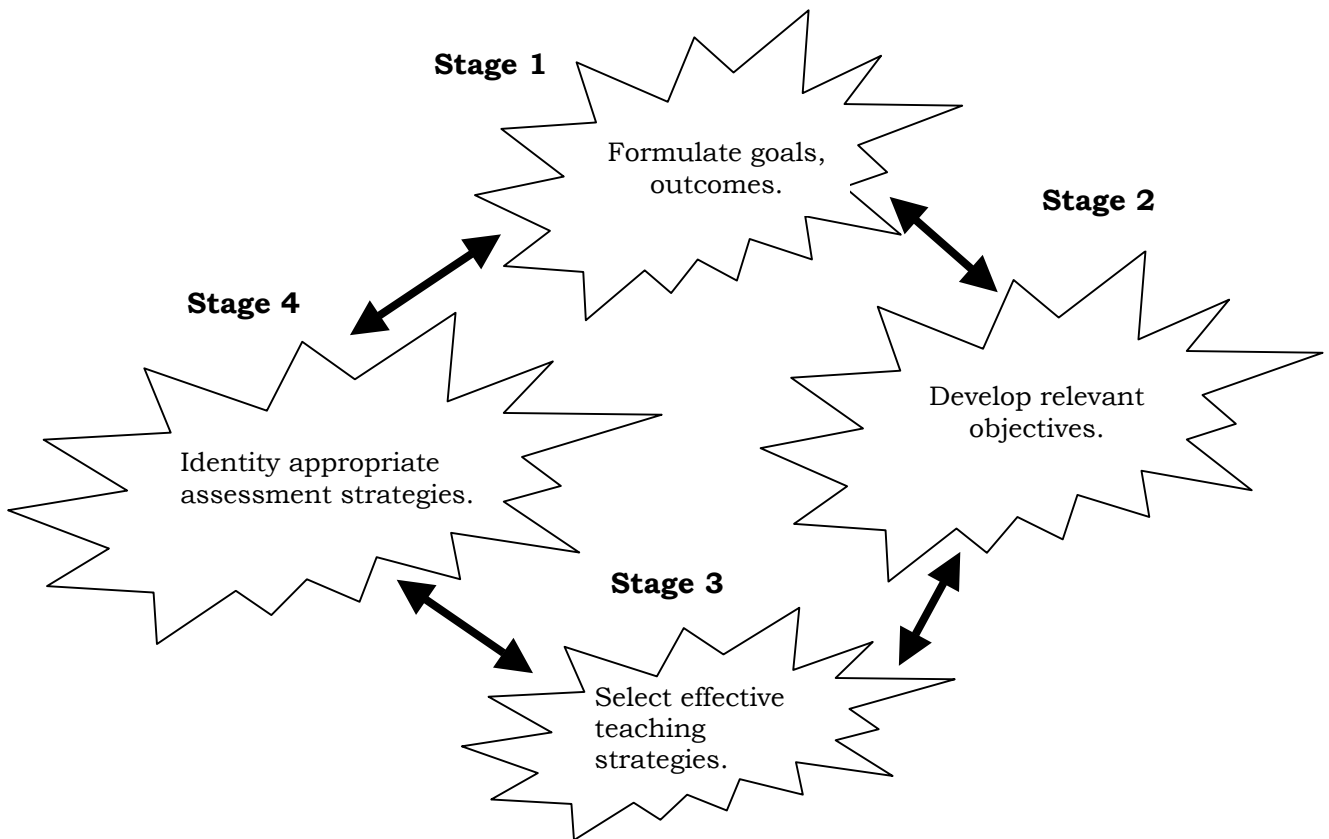 Stage 1
Formulate goals,
outcomes.
Stage 2
Develop relevant
objectives.
Stage 3
Select effective
teaching
strategies.
Stage 4
Identity appropriate
assessment strategies.